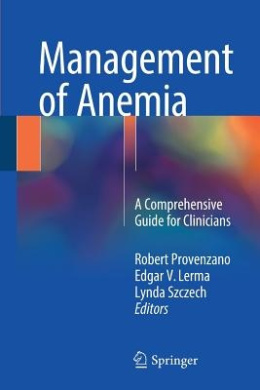 Management
of Anemia
A Comprehensive
Guide for Clinicians
Robert Provenzano
Edgar V. Lerma
Lynda Szczech
Editors
Springer